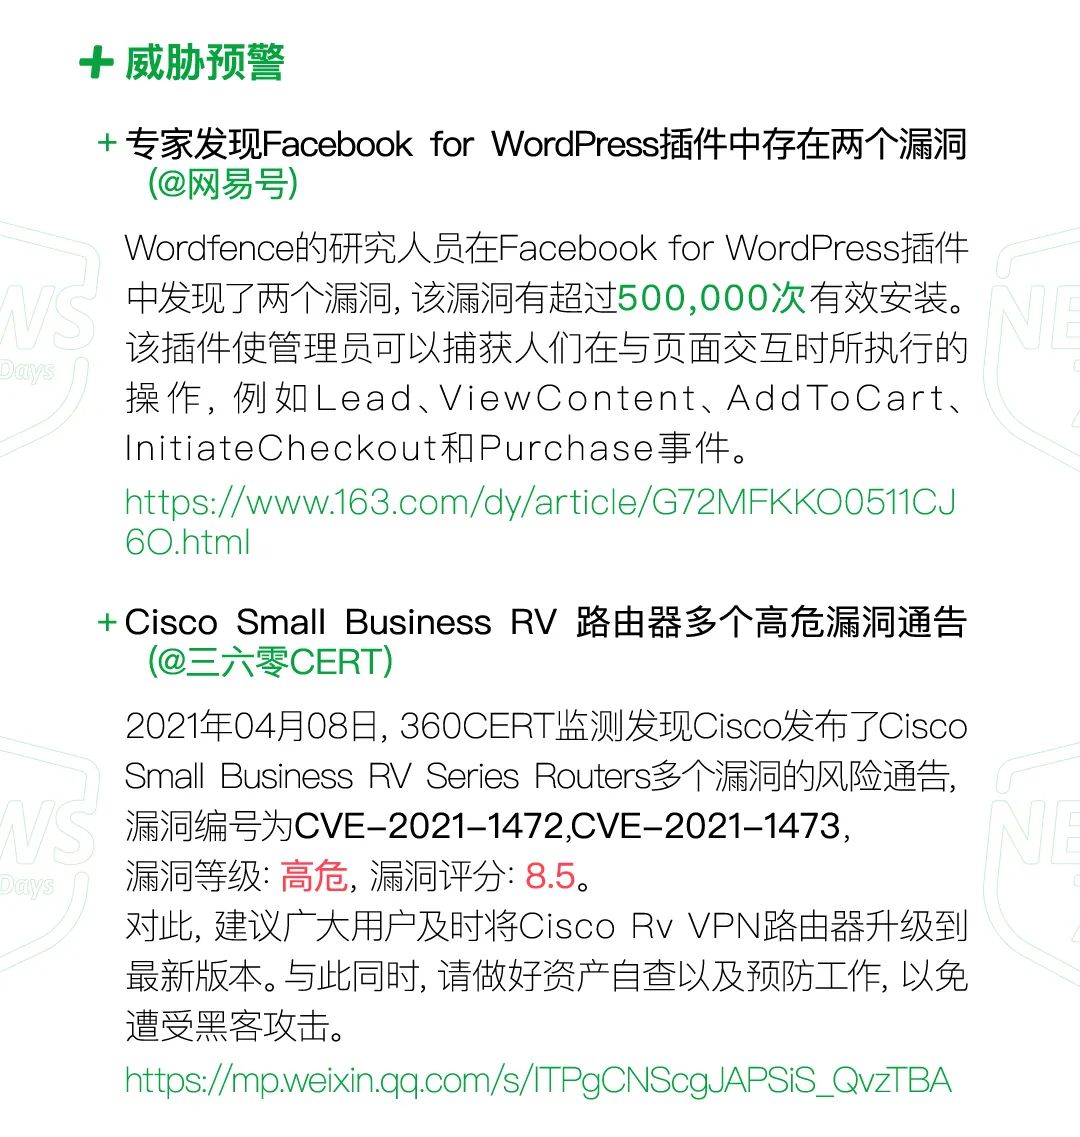 威胁预警
+ 专家发现Facebook for WordPress插件中存在两个漏洞
(@网易号)
Wordfence的研究人员在Facebook for WordPress插件
中发现了两个漏洞, 该漏洞有超过500,000次有效安装。
该插件使管理员可以捕获人们在与页面交互时所执行的
操作, 例如Lead、ViewContent、AddToCart、
InitiateCheckout和Purchase事件。
https://www.163.com/dy/article/G72MFKKO0511CJ
6O.html
+ Cisco Small Business RV 路由器多个高危漏洞通告
(@三六零CERT)
2021年04月08日, 360CERT监测发现Cisco发布了Cisco
Small Business RV Series Routers多个漏洞的风险通告,
漏洞编号为CVE-2021-1472,CVE-2021-1473,
漏洞等级: 高危, 漏洞评分: 8.5。
对此, 建议广大用户及时将Cisco Rv VPN路由器升级到
最新版本。与此同时, 请做好资产自查以及预防工作, 以免
遭受黑客攻击。
https://mp.weixin.qq.com/s/ITPgCNScgJAPSiS_QvzTBA